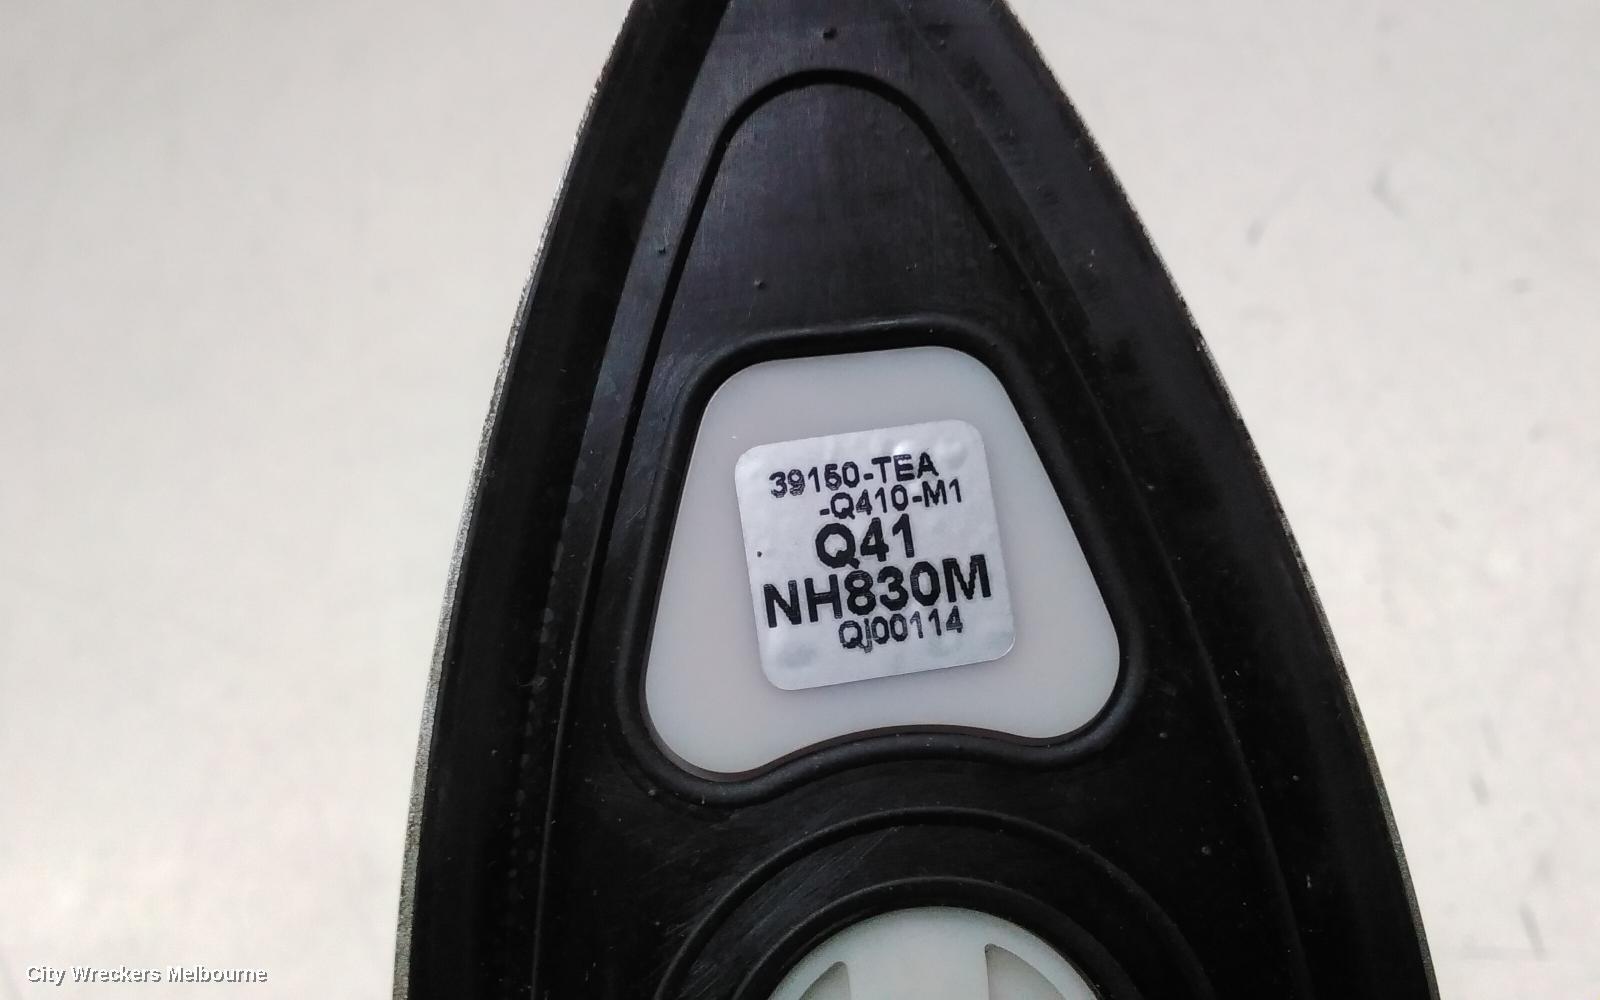 39150-TEA
-Q410-M1
Q41
NH830M
QJ00114
City Wreckers Melbourne